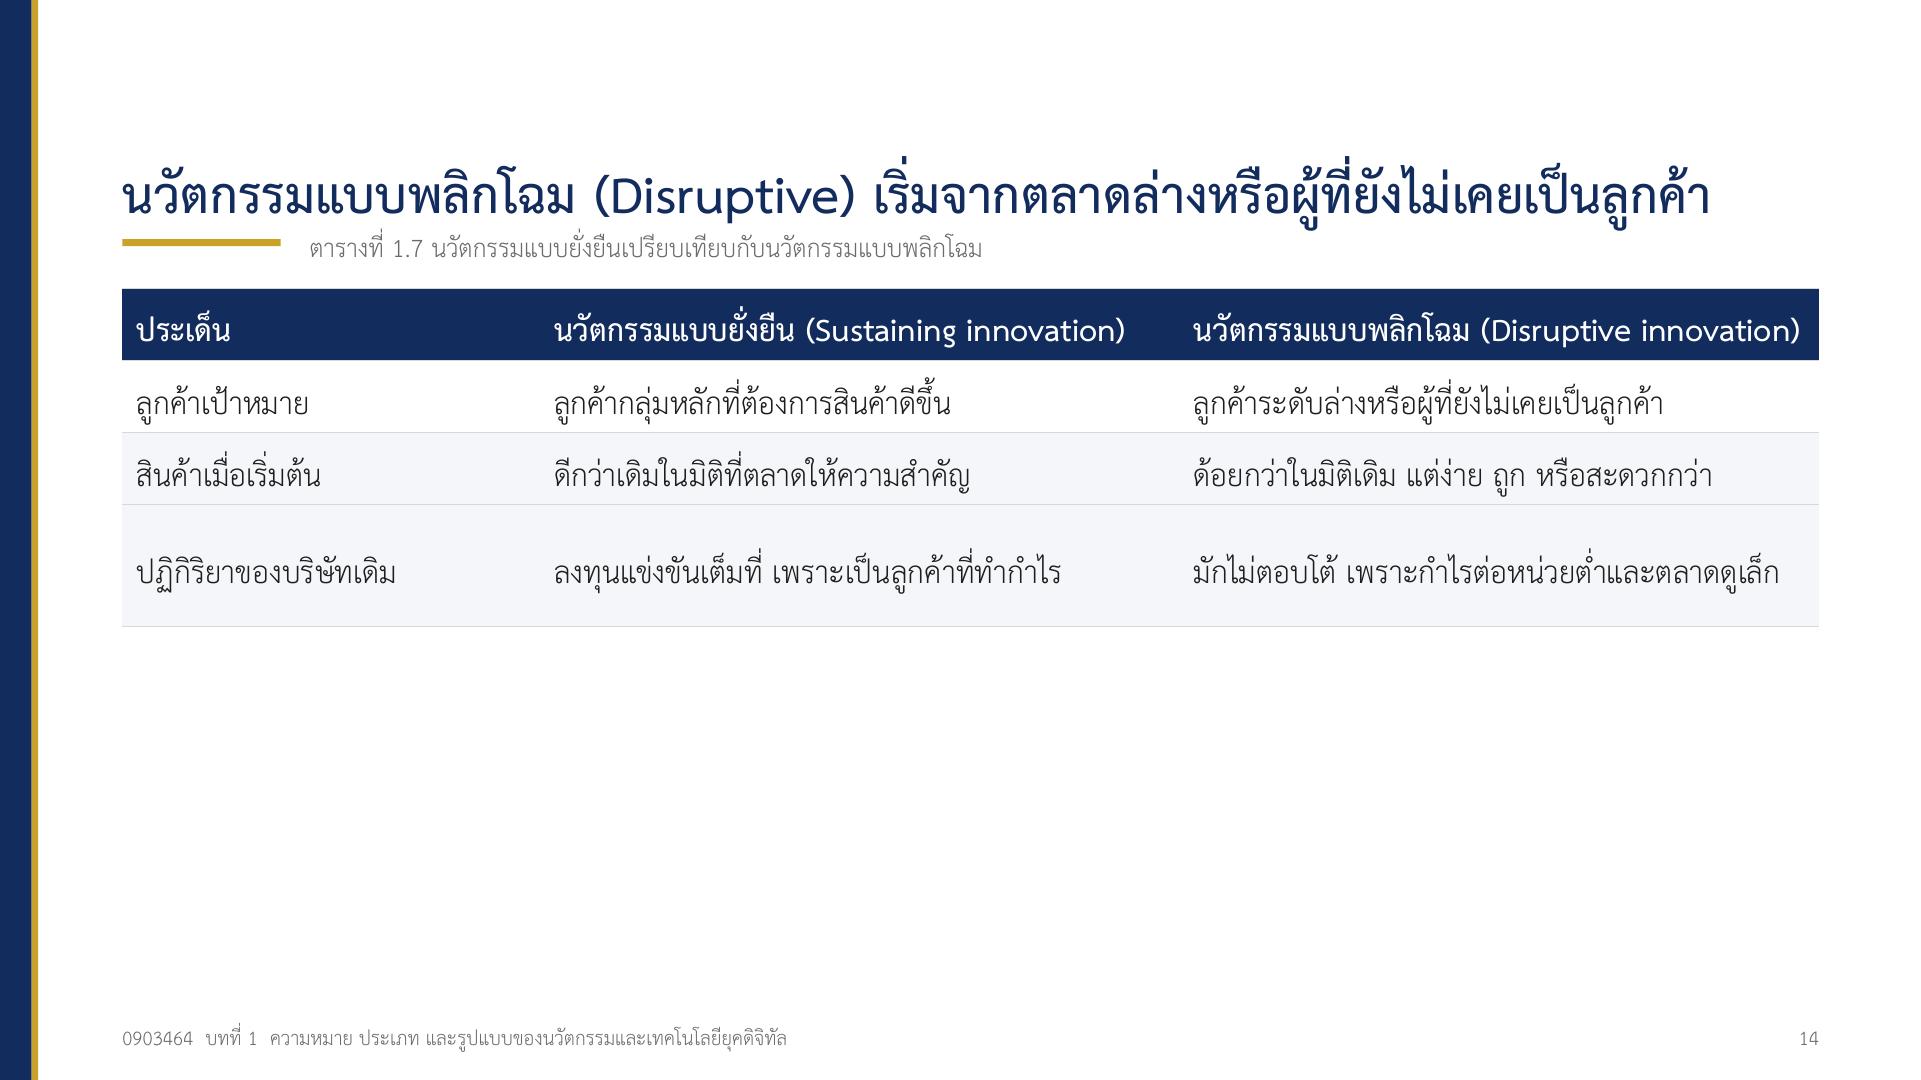 นวัตกรรมแบบพลิกโฉม (Disruptive) เริ่มจากตลาดล่างหรือผู้ที่ยังไม่เคยเป็นลูกค้า
ตารางที่ 1.7 นวัตกรรมแบบยั่งยืนเปรียบเทียบกับนวัตกรรมแบบพลิกโฉม
ประเด็น นวัตกรรมแบบยั่งยืน (Sustaining innovation) นวัตกรรมแบบพลิกโฉม (Disruptive innovation)
ลูกค้าเป้าหมาย ลูกค้ากลุ่มหลักที่ต้องการสินค้าดีขึ้น ลูกค้าระดับล่างหรือผู้ที่ยังไม่เคยเป็นลูกค้า
สินค้าเมื่อเริ่มต้น ดีกว่าเดิมในมิติที่ตลาดให้ความสำคัญ ด้อยกว่าในมิติเดิม แต่ง่าย ถูก หรือสะดวกกว่า
ปฏิกิริยาของบริษัทเดิม ลงทุนแข่งขันเต็มที่ เพราะเป็นลูกค้าที่ทำกำไร มักไม่ตอบโต้ เพราะกำไรต่อหน่วยต่ำและตลาดดูเล็ก
0903464 บทที่ 1 ความหมาย ประเภท และรูปแบบของนวัตกรรมและเทคโนโลยียุคดิจิทัล 14